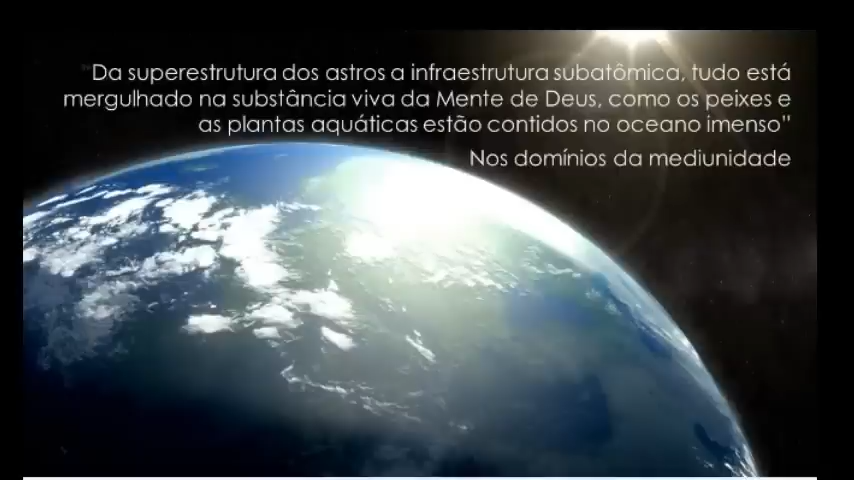 "Da superestrutura dos astros a infraestrutura subatômica, tudo está
mergulhado na substância viva da Mente de Deus, como os peixes e
as plantas aquáticas estão contidos no oceano imenso"
Nos domínios da mediunidade